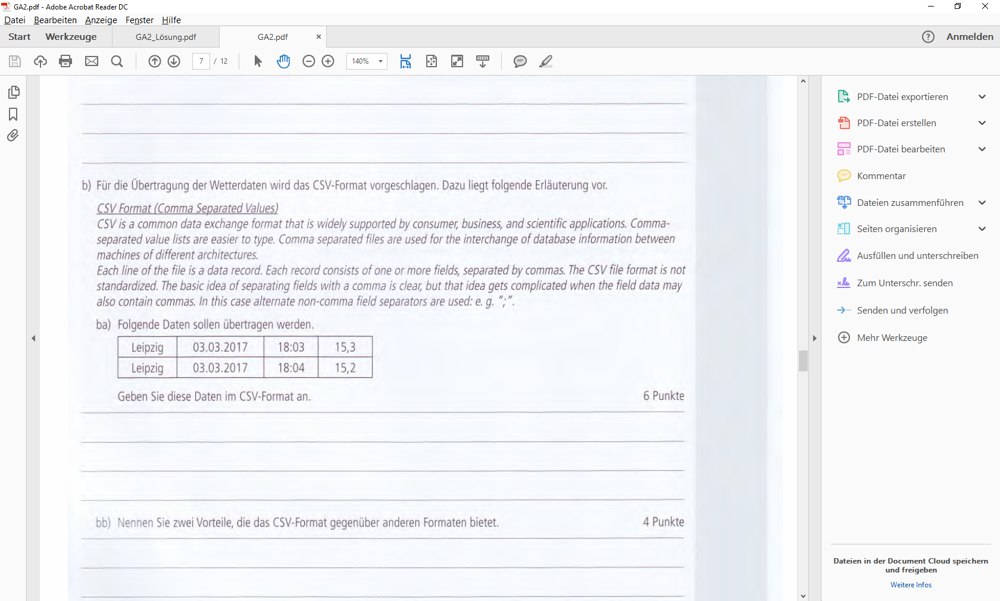 GA2.pdf - Adobe Acrobat Reader DC
Datei Bearbeiten Anzeige Fenster Hilfe
Start Werkzeuge GA2_Lösung.pdf GA2.pdf × ? Anmelden
7 / 12 140%
b) Für die Übertragung der Wetterdaten wird das CSV-Format vorgeschlagen. Dazu liegt folgende Erläuterung vor.
CSV Format (Comma Separated Values)
CSV is a common data exchange format that is widely supported by consumer, business, and scientific applications. Comma-
separated value lists are easier to type. Comma separated files are used for the interchange of database information between
machines of different architectures.
Each line of the file is a data record. Each record consists of one or more fields, separated by commas. The CSV file format is not
standardized. The basic idea of separating fields with a comma is clear, but that idea gets complicated when the field data may
also contain commas. In this case alternate non-comma field separators are used: e. g. “;”.
ba) Folgende Daten sollen übertragen werden.
Leipzig 03.03.2017 18:03 15,3
Leipzig 03.03.2017 18:04 15,2
Geben Sie diese Daten im CSV-Format an. 6 Punkte
bb) Nennen Sie zwei Vorteile, die das CSV-Format gegenüber anderen Formaten bietet. 4 Punkte
PDF-Datei exportieren
PDF-Datei erstellen
PDF-Datei bearbeiten
Kommentar
Dateien zusammenführen
Seiten organisieren
Ausfüllen und unterschreiben
Zum Unterschr. senden
Senden und verfolgen
Mehr Werkzeuge
Dateien in der Document Cloud speichern
und freigeben
Weitere Infos